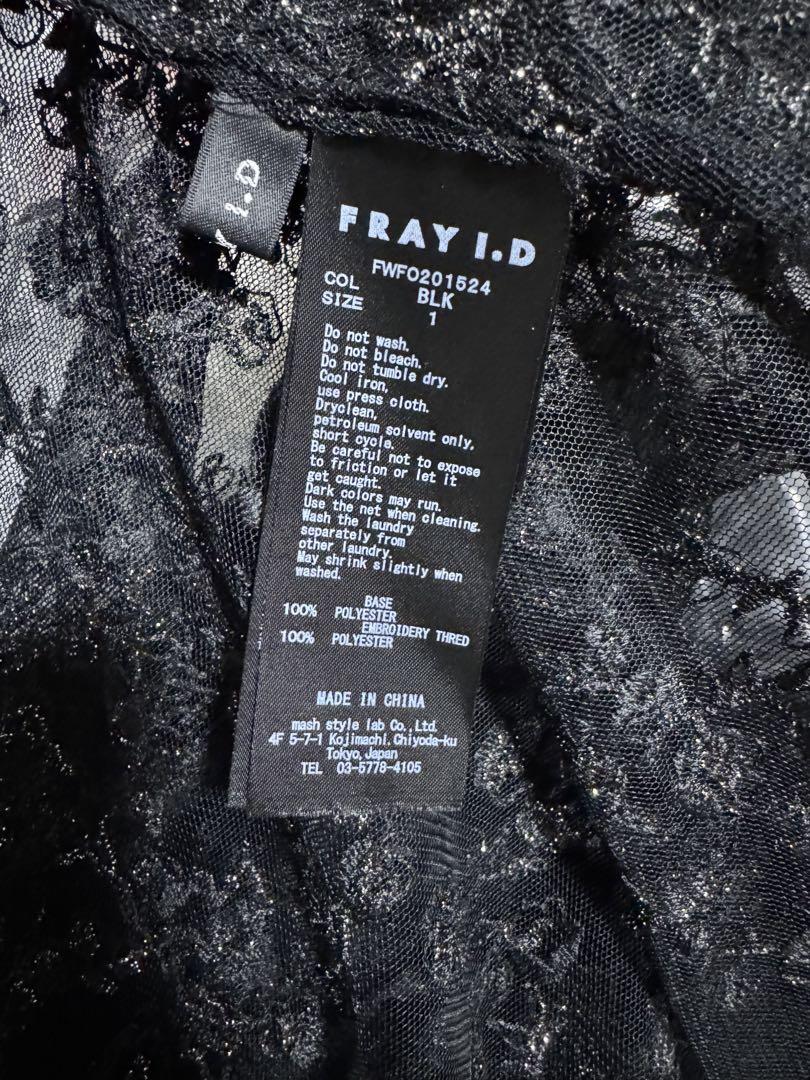 I.D
FRAY I.D
FWFO201524
COL BLK
SIZE 1
Do not wash.
Do not bleach.
Do not tumble dry.
Cool iron,
use press cloth.
Dryclean,
petroleum solvent only,
short cycle.
Be careful not to expose
to friction or let it
get caught.
Dark colors may run.
Use the net when cleaning.
Wash the laundry
separately from
other laundry.
May shrink slightly when
washed.
BASE
100% POLYESTER
EMBROIDERY THRED
100% POLYESTER
MADE IN CHINA
mash style lab Co., Ltd.
4F 5-7-1 Kojimachi, Chiyoda-ku
Tokyo, Japan
TEL 03-5778-4105